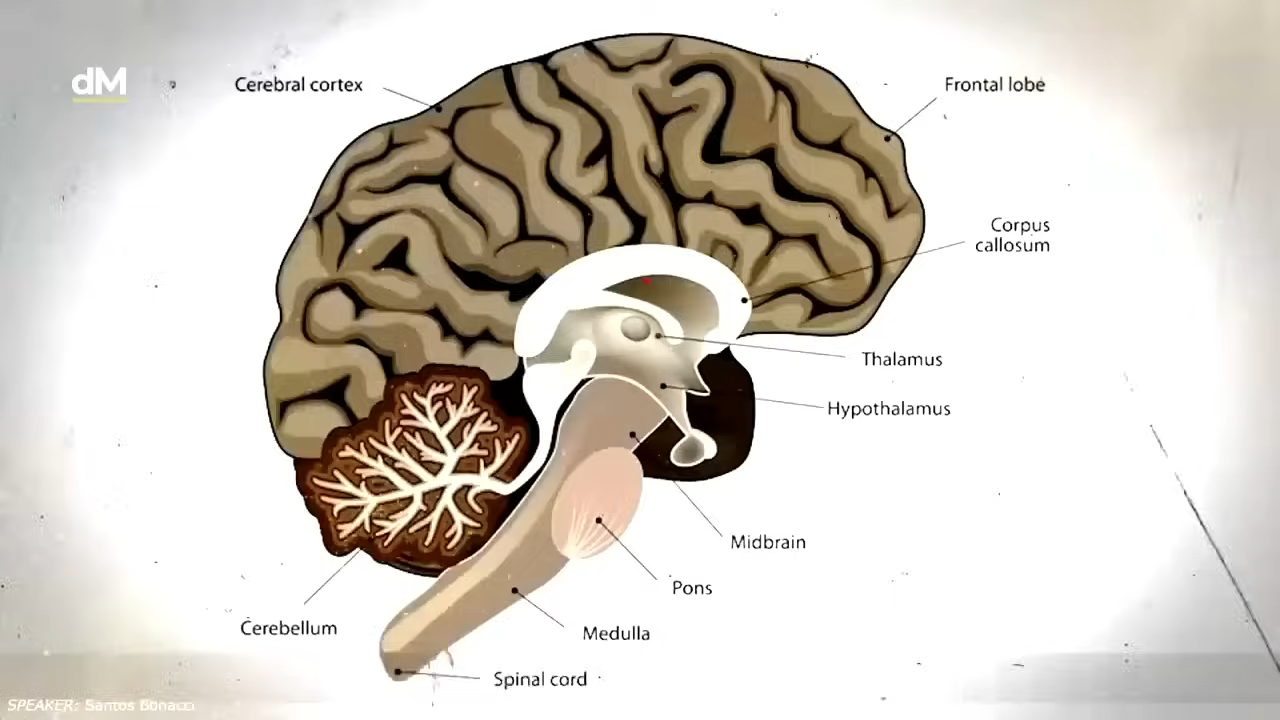 dM
Cerebral cortex
Frontal lobe
Corpus
callosum
Thalamus
Hypothalamus
Midbrain
Pons
Cerebellum
Medulla
Spinal cord
SPEAKER: Santos Bonacci